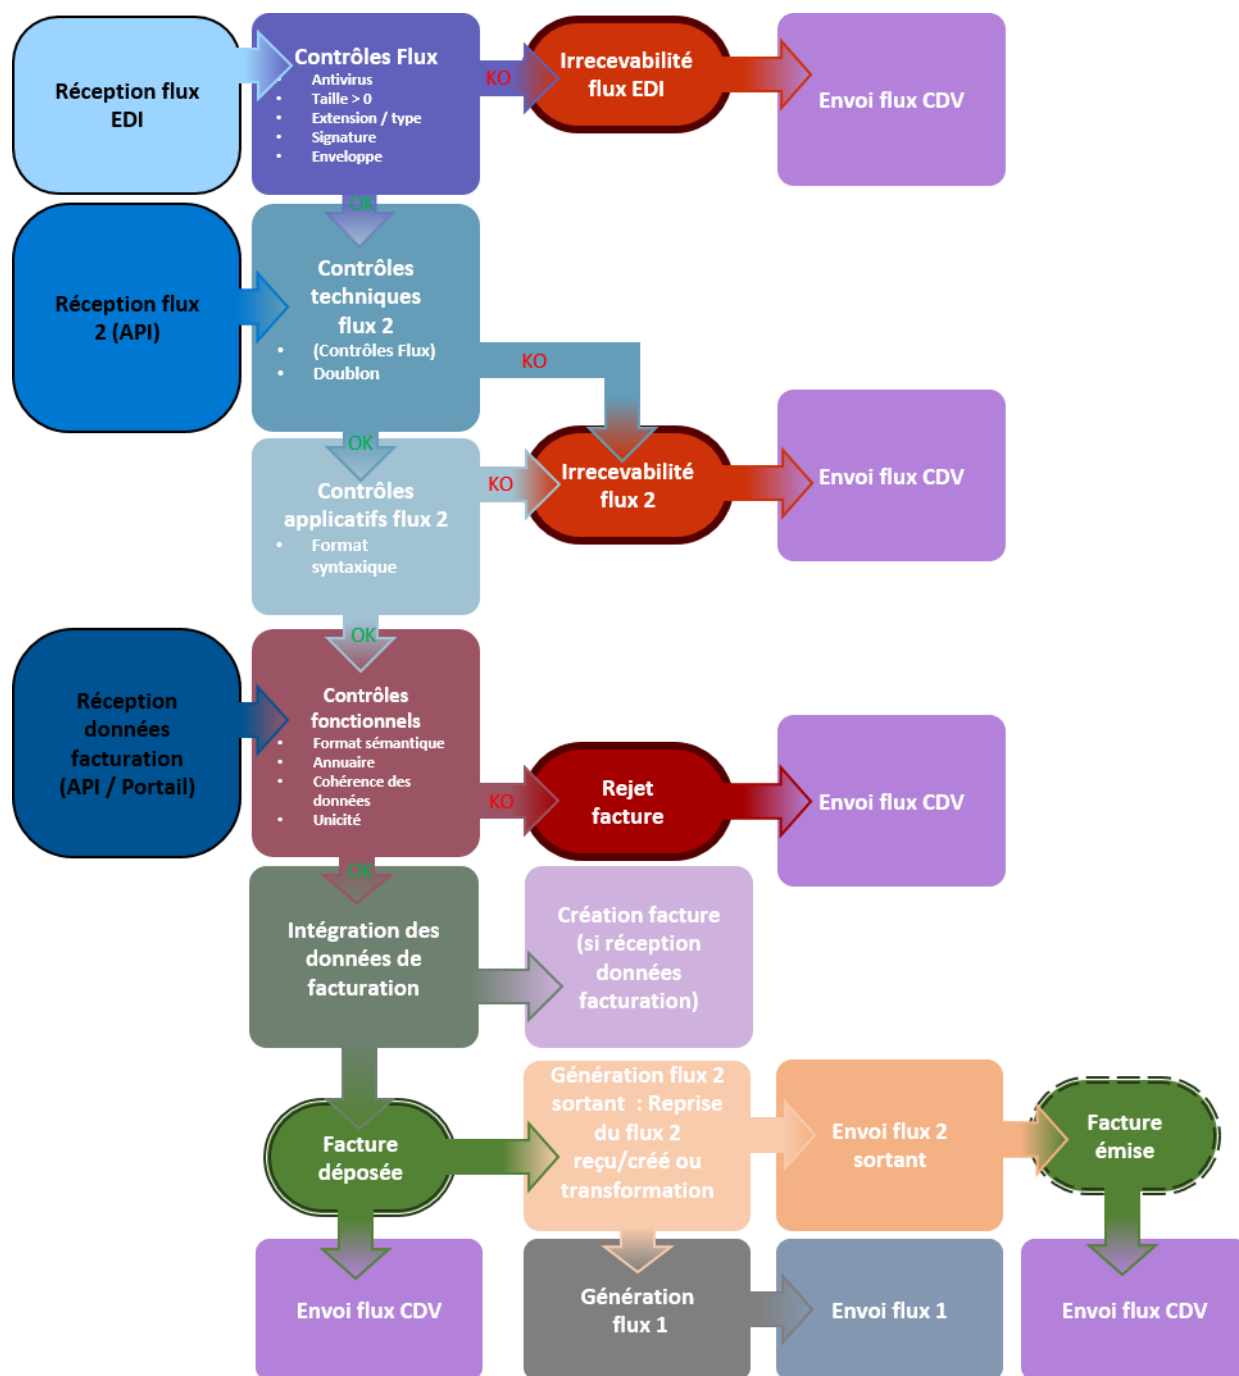 Réception flux
EDI
Contrôles Flux
• Antivirus
• Taille > 0
• Extension / type
• Signature
• Enveloppe
KO
Irrecevabilité
flux EDI
Envoi flux CDV
OK
Réception flux
2 (API)
Contrôles
techniques
flux 2
• (Contrôles Flux)
• Doublon
KO
OK
Contrôles
applicatifs flux 2
• Format
syntaxique
KO
Irrecevabilité
flux 2
Envoi flux CDV
OK
Réception
données
facturation
(API / Portail)
Contrôles
fonctionnels
• Format sémantique
• Annuaire
• Cohérence des
données
• Unicité
KO
Rejet
facture
Envoi flux CDV
OK
Intégration des
données de
facturation
Création facture
(si réception
données
facturation)
Facture
déposée
Génération flux 2
sortant : Reprise
du flux 2
reçu/créé ou
transformation
Envoi flux 2
sortant
Facture
émise
Envoi flux CDV
Génération
flux 1
Envoi flux 1
Envoi flux CDV